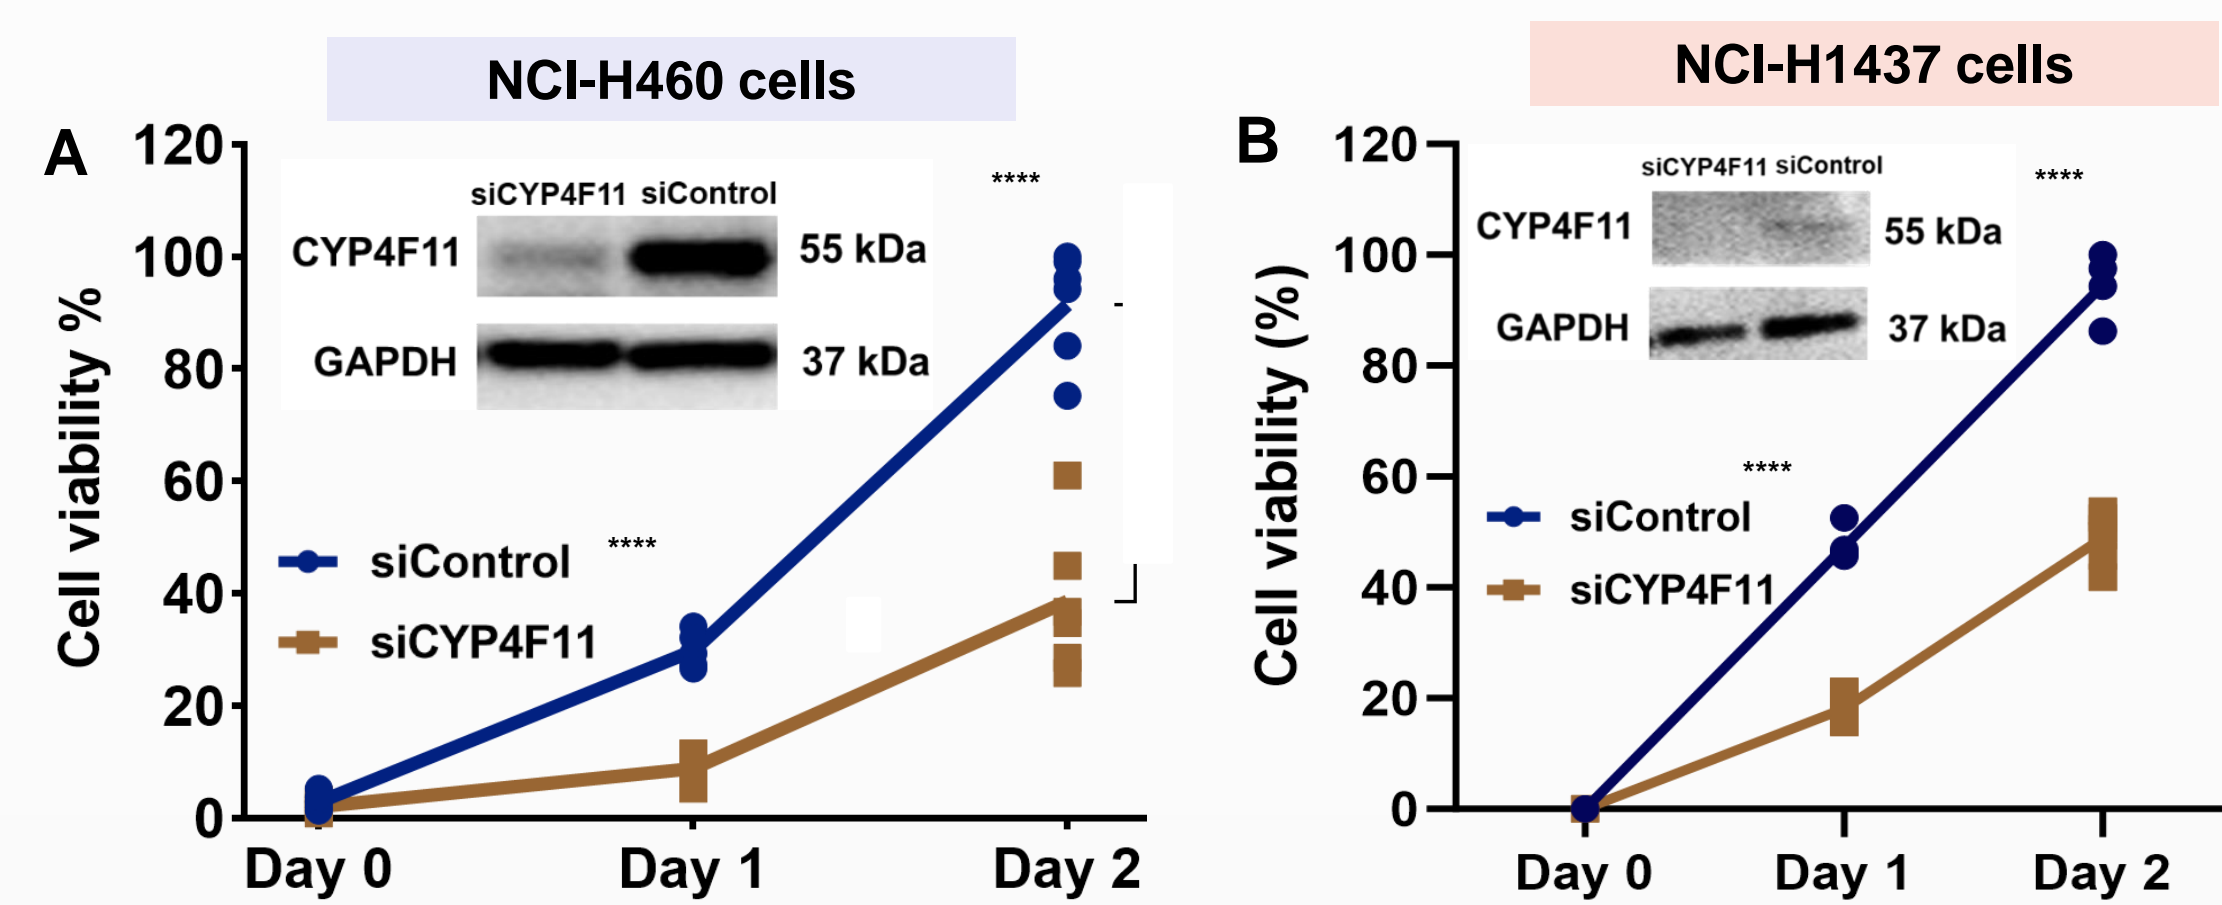 NCI-H460 cells
A
120
100
80
60
40
20
0
Cell viability %
siCYP4F11 siControl
CYP4F11
55 kDa
GAPDH
37 kDa
****
****
siControl
siCYP4F11
Day 0
Day 1
Day 2
NCI-H1437 cells
B
120
100
80
60
40
20
0
Cell viability (%)
siCYP4F11 siControl
CYP4F11
55 kDa
GAPDH
37 kDa
****
****
siControl
siCYP4F11
Day 0
Day 1
Day 2